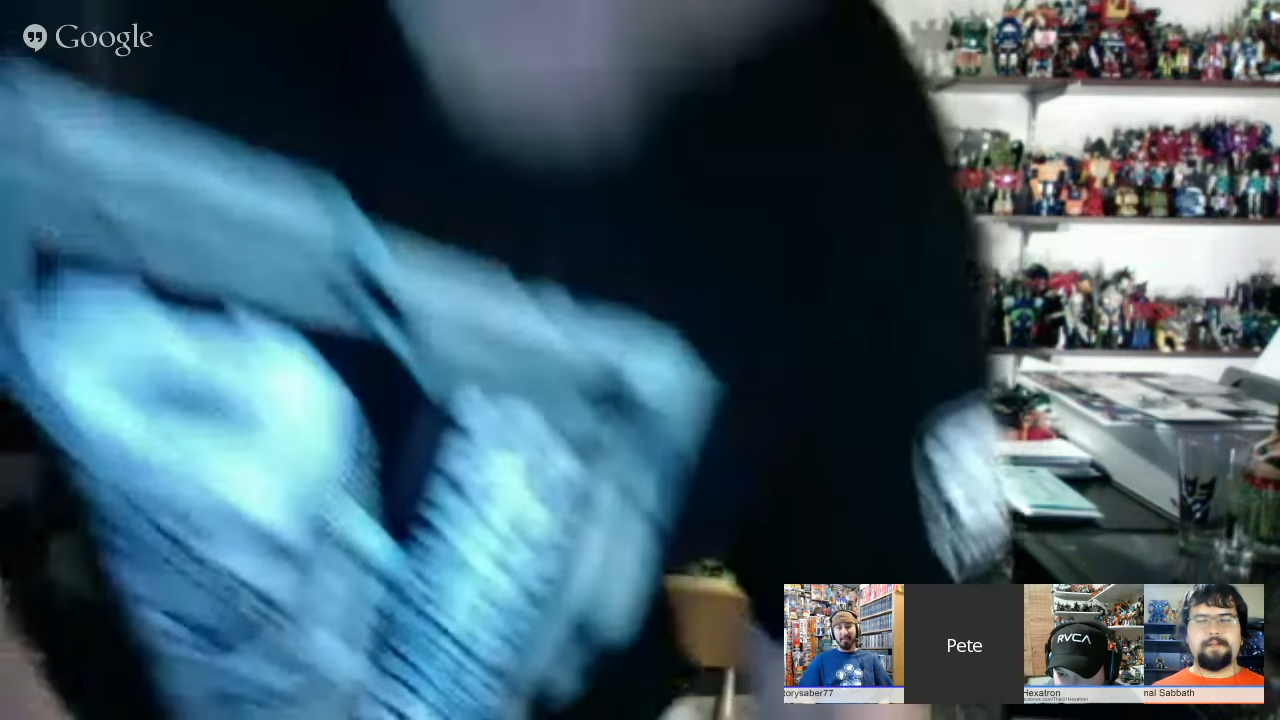 Google
Pete
RVCA
torysaber77
Hexatron
nal Sabbath